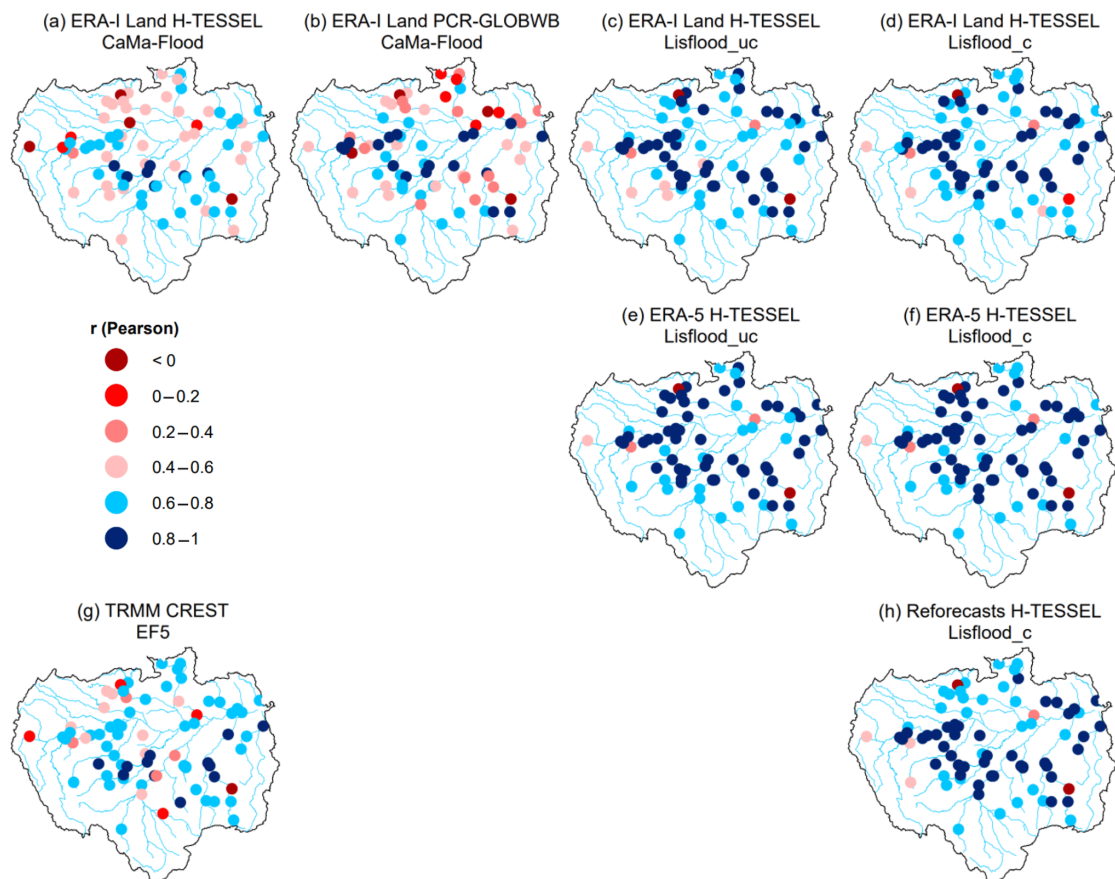 (a) ERA-I Land H-TESSEL
CaMa-Flood
(b) ERA-I Land PCR-GLOBWB
CaMa-Flood
(c) ERA-I Land H-TESSEL
Lisflood_uc
(d) ERA-I Land H-TESSEL
Lisflood_c
r (Pearson)
< 0
0–0.2
0.2–0.4
0.4–0.6
0.6–0.8
0.8–1
(e) ERA-5 H-TESSEL
Lisflood_uc
(f) ERA-5 H-TESSEL
Lisflood_c
(g) TRMM CREST
EF5
(h) Reforecasts H-TESSEL
Lisflood_c